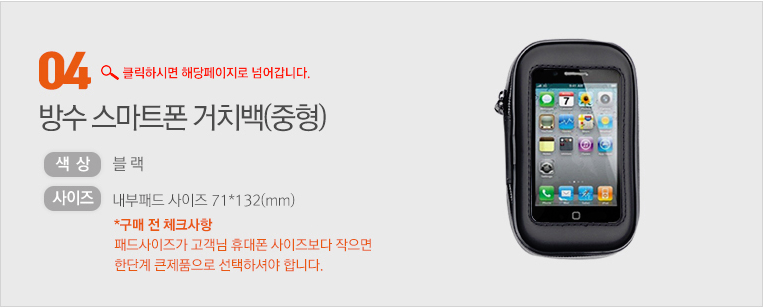 04 클릭하시면 해당페이지로 넘어갑니다.
방수 스마트폰 거치백(중형)
색 상 블 랙
사이즈 내부패드 사이즈 71*132(mm)
*구매 전 체크사항
패드사이즈가 고객님 휴대폰 사이즈보다 작으면
한단계 큰제품으로 선택하셔야 합니다.